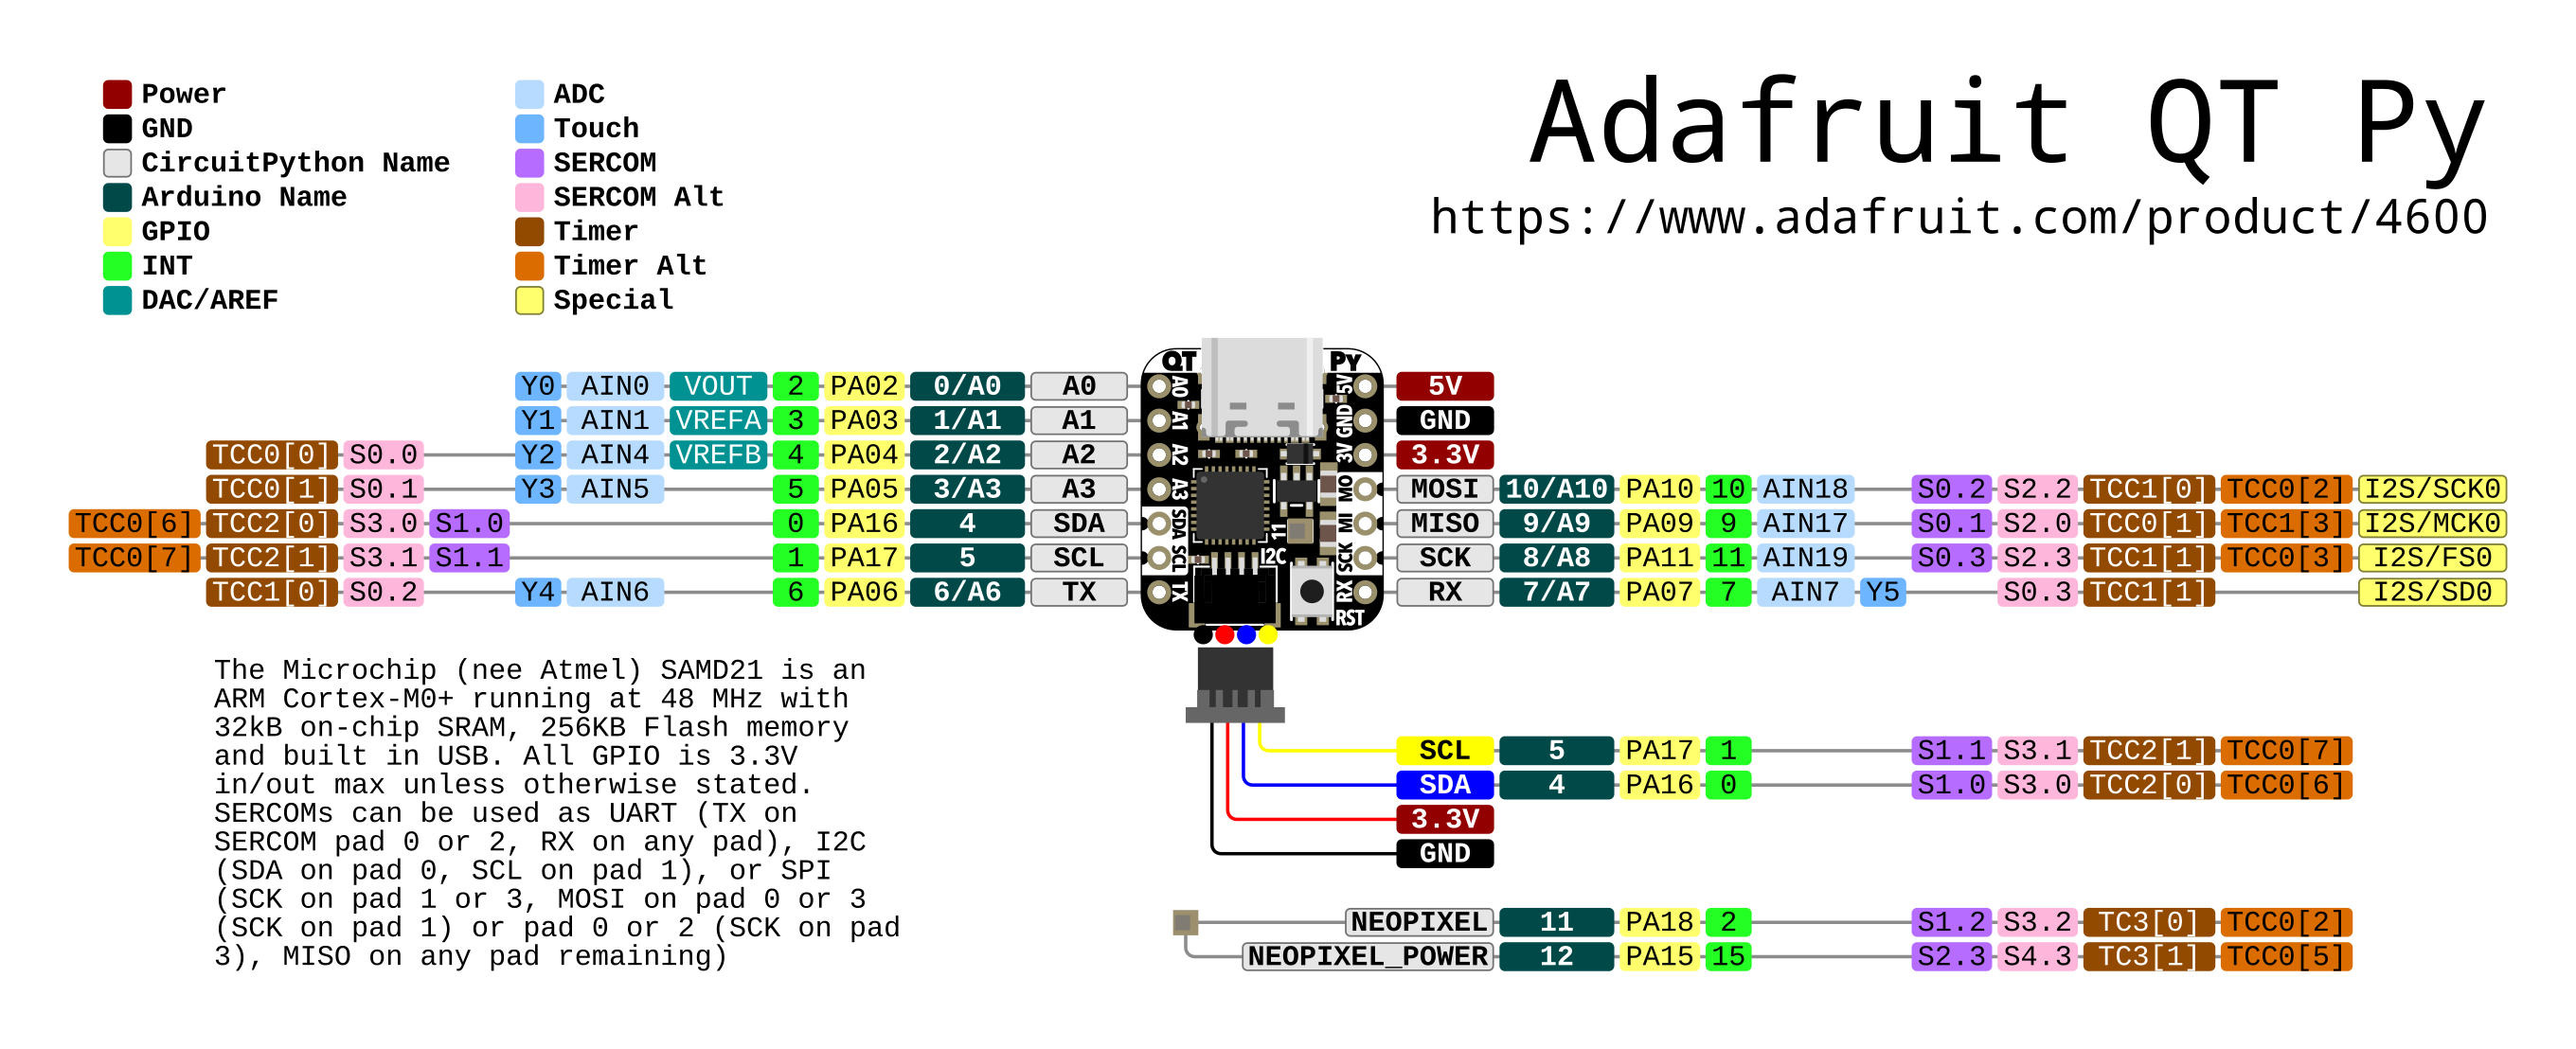 Adafruit QT Py
https://www.adafruit.com/product/4600
Power
GND
CircuitPython Name
Arduino Name
GPIO
INT
DAC/AREF
ADC
Touch
SERCOM
SERCOM Alt
Timer
Timer Alt
Special
Y0 AIN0 VOUT 2 PA02 0/A0 A0
Y1 AIN1 VREFA 3 PA03 1/A1 A1
TCC0[0] S0.0 Y2 AIN4 VREFB 4 PA04 2/A2 A2
TCC0[1] S0.1 Y3 AIN5 5 PA05 3/A3 A3
TCC0[6] TCC2[0] S3.0 S1.0 0 PA16 4 SDA
TCC0[7] TCC2[1] S3.1 S1.1 1 PA17 5 SCL
TCC1[0] S0.2 Y4 AIN6 6 PA06 6/A6 TX
QT Py
A0
A1
A2
A3
SDA
SCL
TX
5V
GND
3V
MO
MI
SCK
RX
11
I2C
RST
5V
GND
3.3V
MOSI 10/A10 PA10 10 AIN18 S0.2 S2.2 TCC1[0] TCC0[2] I2S/SCK0
MISO 9/A9 PA09 9 AIN17 S0.1 S2.0 TCC0[1] TCC1[3] I2S/MCK0
SCK 8/A8 PA11 11 AIN19 S0.3 S2.3 TCC1[1] TCC0[3] I2S/FS0
RX 7/A7 PA07 7 AIN7 Y5 S0.3 TCC1[1] I2S/SD0
The Microchip (nee Atmel) SAMD21 is an
ARM Cortex-M0+ running at 48 MHz with
32kB on-chip SRAM, 256KB Flash memory
and built in USB. All GPIO is 3.3V
in/out max unless otherwise stated.
SERCOMs can be used as UART (TX on
SERCOM pad 0 or 2, RX on any pad), I2C
(SDA on pad 0, SCL on pad 1), or SPI
(SCK on pad 1 or 3, MOSI on pad 0 or 3
(SCK on pad 1) or pad 0 or 2 (SCK on pad
3), MISO on any pad remaining)
SCL 5 PA17 1 S1.1 S3.1 TCC2[1] TCC0[7]
SDA 4 PA16 0 S1.0 S3.0 TCC2[0] TCC0[6]
3.3V
GND
NEOPIXEL 11 PA18 2 S1.2 S3.2 TC3[0] TCC0[2]
NEOPIXEL_POWER 12 PA15 15 S2.3 S4.3 TC3[1] TCC0[5]